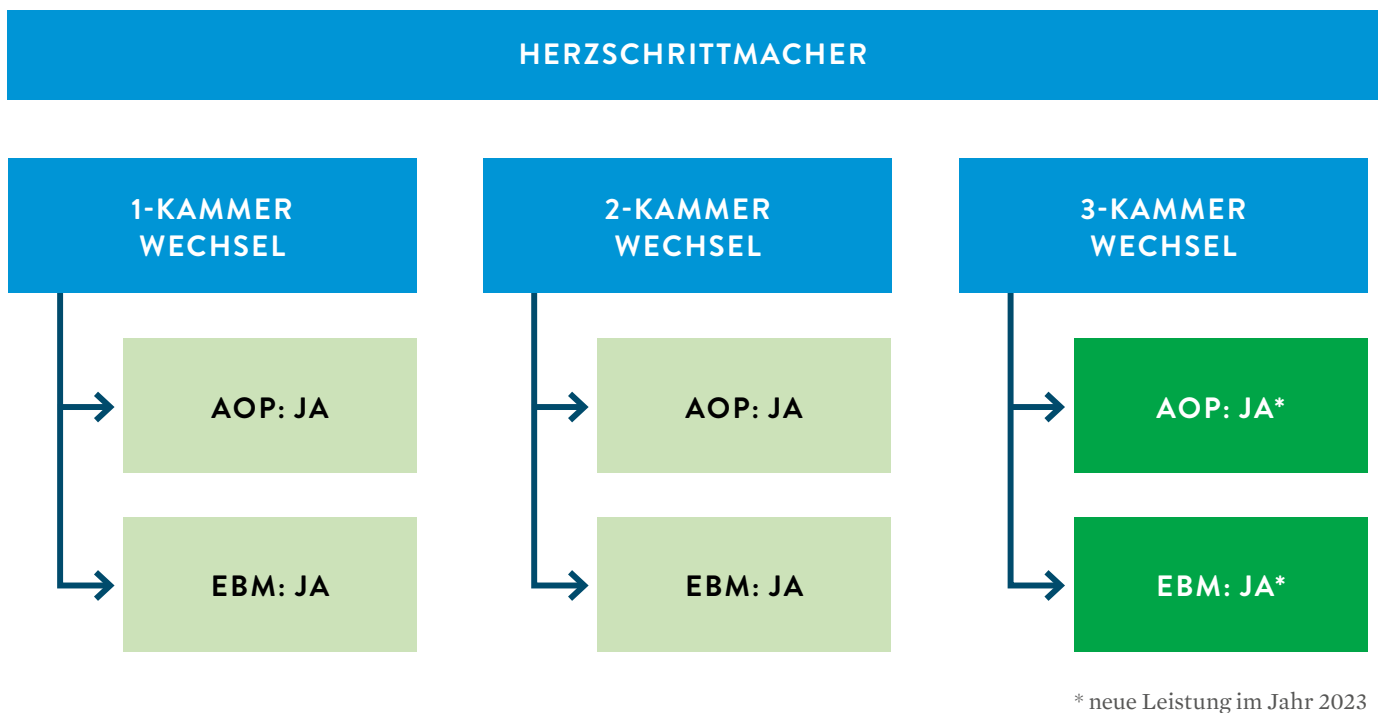 HERZSCHRITTMACHER
1-KAMMER
WECHSEL
AOP: JA
EBM: JA
2-KAMMER
WECHSEL
AOP: JA
EBM: JA
3-KAMMER
WECHSEL
AOP: JA*
EBM: JA*
* neue Leistung im Jahr 2023